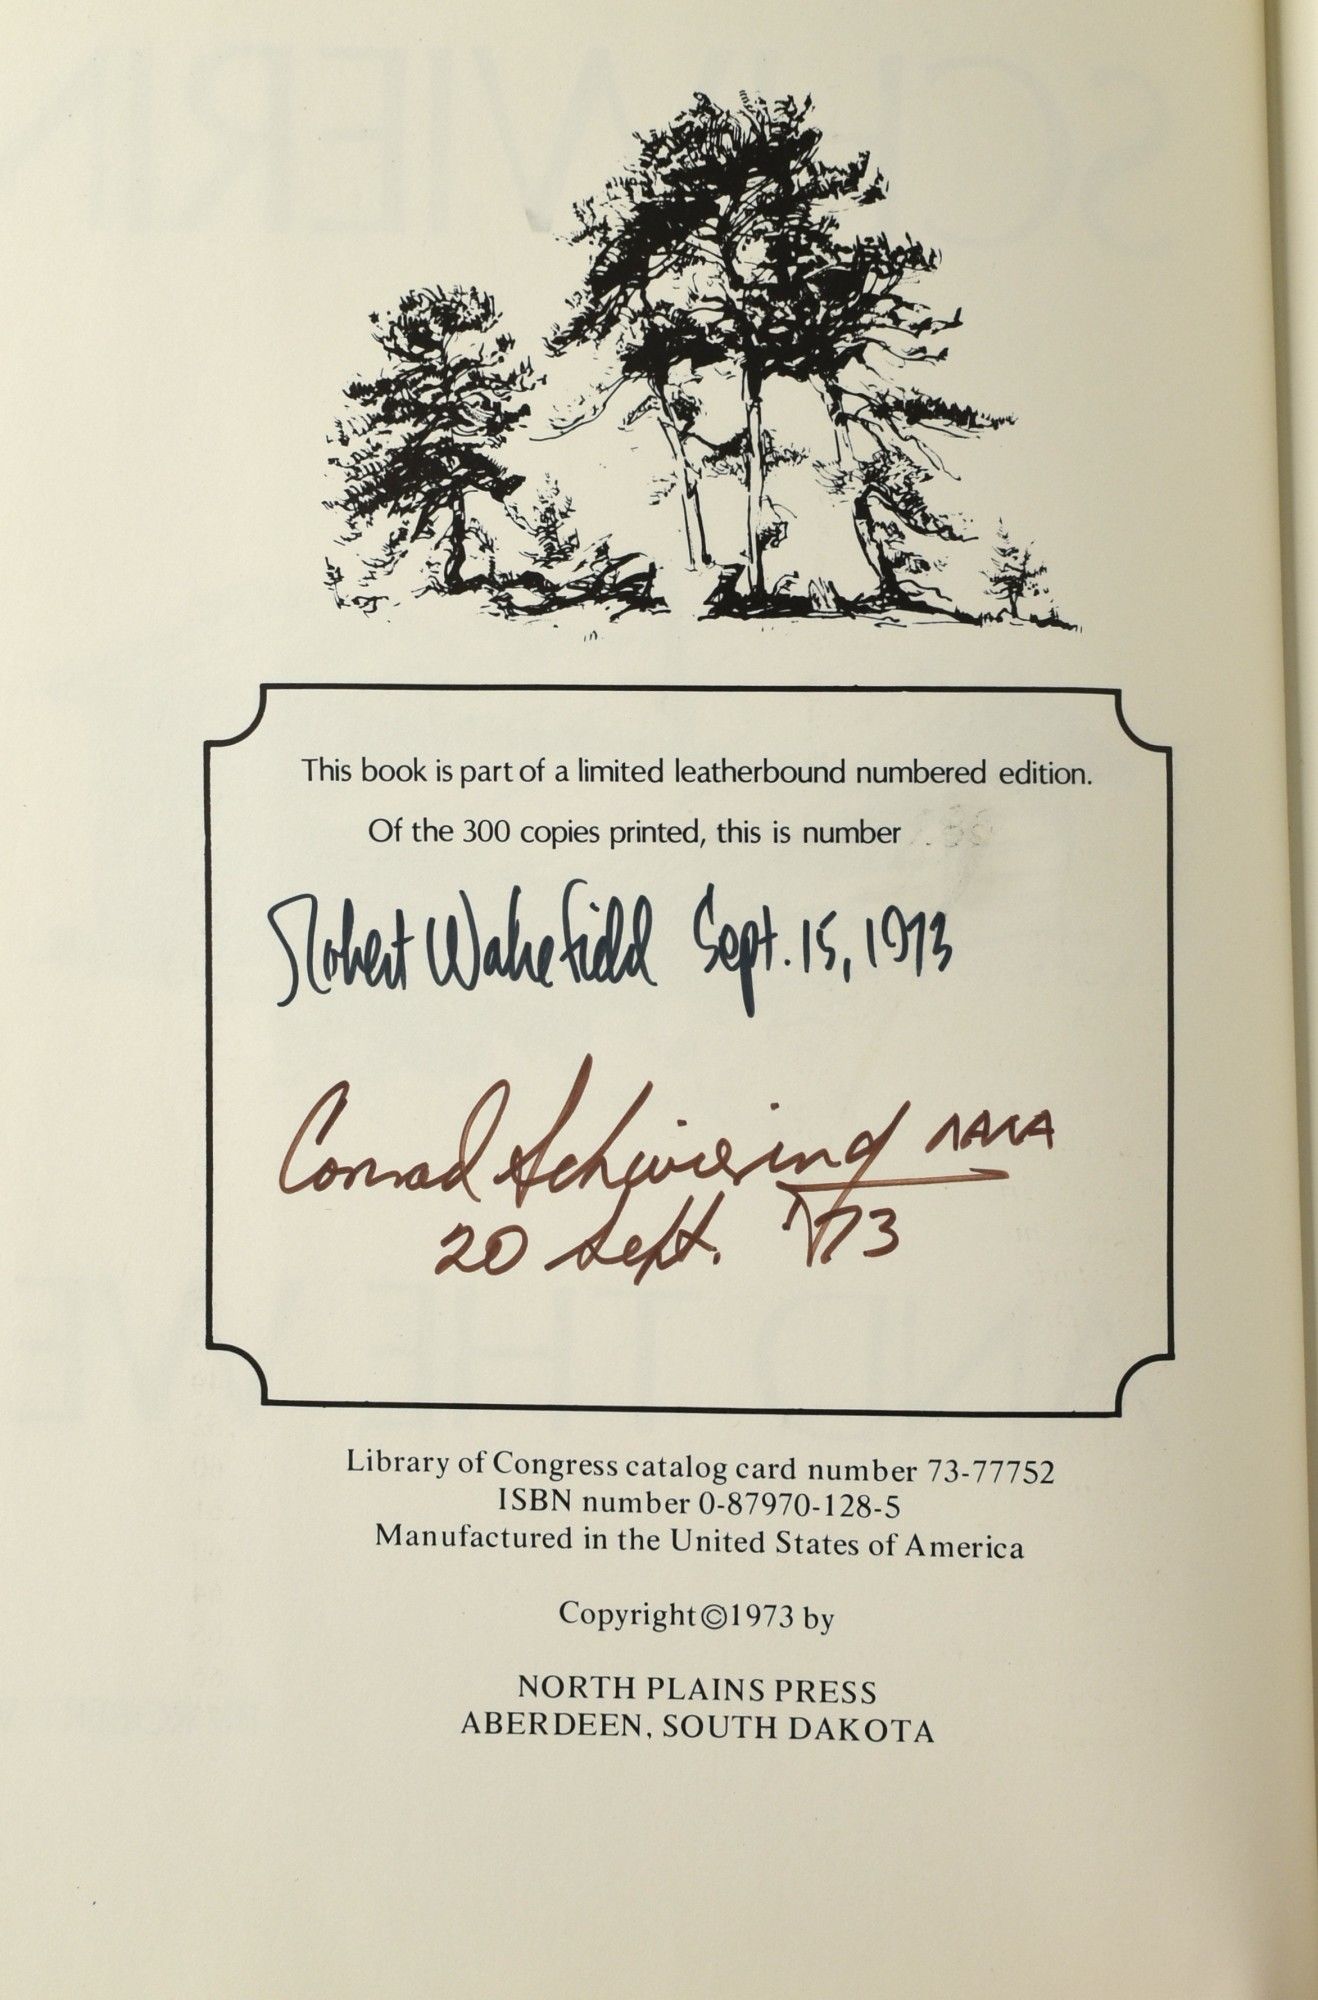 This book is part of a limited leatherbound numbered edition.
Of the 300 copies printed, this is number
Robert Wakefield Sept. 15, 1973
Conrad Schwiering NAWA
20 Sept. '73
Library of Congress catalog card number 73-77752
ISBN number 0-87970-128-5
Manufactured in the United States of America
Copyright©1973 by
NORTH PLAINS PRESS
ABERDEEN, SOUTH DAKOTA